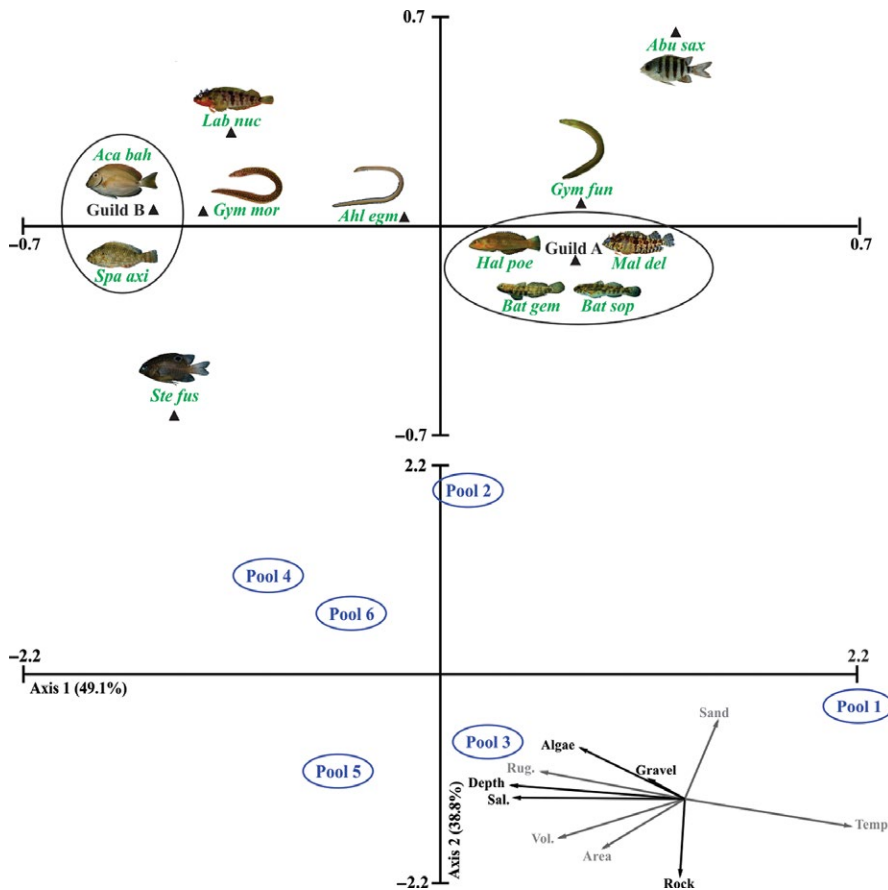 0.7
Abu sax
Lab nuc
Aca bah
Guild B
Gym mor
Ahl egm
Gym fun
−0.7
0.7
Spa axi
Hal poe
Guild A
Mal del
Bat gem
Bat sop
Ste fus
−0.7
2.2
Pool 2
Pool 4
Pool 6
−2.2
2.2
Axis 1 (49.1%)
Pool 1
Sand
Pool 3
Algae
Pool 5
Rug.
Gravel
Depth
Sal.
Axis 2 (38.8%)
Temp
Vol.
Area
−2.2
Rock